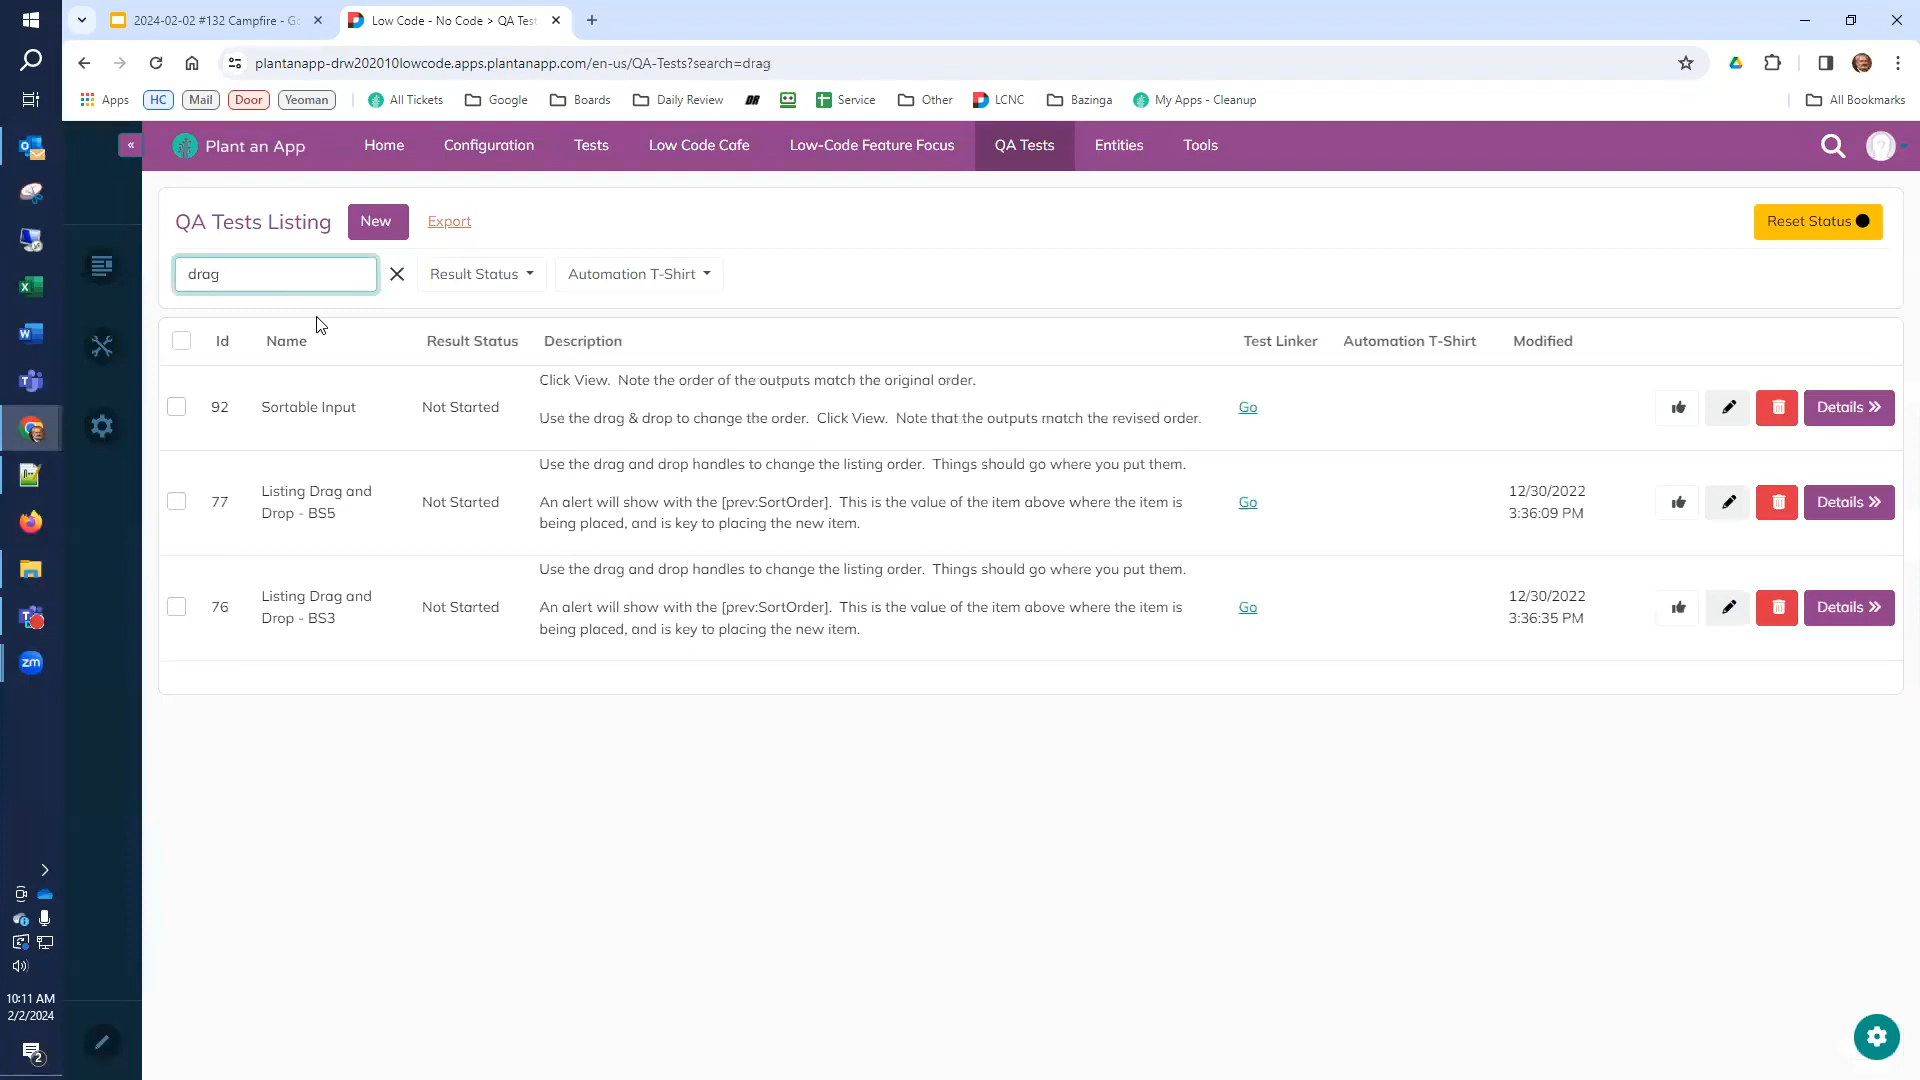 2024-02-02 #132 Campfire - Go
Low Code - No Code > QA Test
plantanapp-drw202010lowcode.apps.plantanapp.com/en-us/QA-Tests?search=drag
Apps HC Mail Door Yeoman All Tickets Google Boards Daily Review DR Service Other LCNC Bazinga My Apps - Cleanup All Bookmarks
Plant an App Home Configuration Tests Low Code Cafe Low-Code Feature Focus QA Tests Entities Tools
QA Tests Listing New Export Reset Status
drag Result Status Automation T-Shirt
Id Name Result Status Description Test Linker Automation T-Shirt Modified
Click View. Note the order of the outputs match the original order.
92 Sortable Input Not Started Go Details
Use the drag & drop to change the order. Click View. Note that the outputs match the revised order.
Use the drag and drop handles to change the listing order. Things should go where you put them.
77 Listing Drag and Drop - BS5 Not Started Go 12/30/2022 3:36:09 PM Details
An alert will show with the [prev:SortOrder]. This is the value of the item above where the item is
being placed, and is key to placing the new item.
Use the drag and drop handles to change the listing order. Things should go where you put them.
76 Listing Drag and Drop - BS3 Not Started Go 12/30/2022 3:36:35 PM Details
An alert will show with the [prev:SortOrder]. This is the value of the item above where the item is
being placed, and is key to placing the new item.
zm
10:11 AM
2/2/2024
2